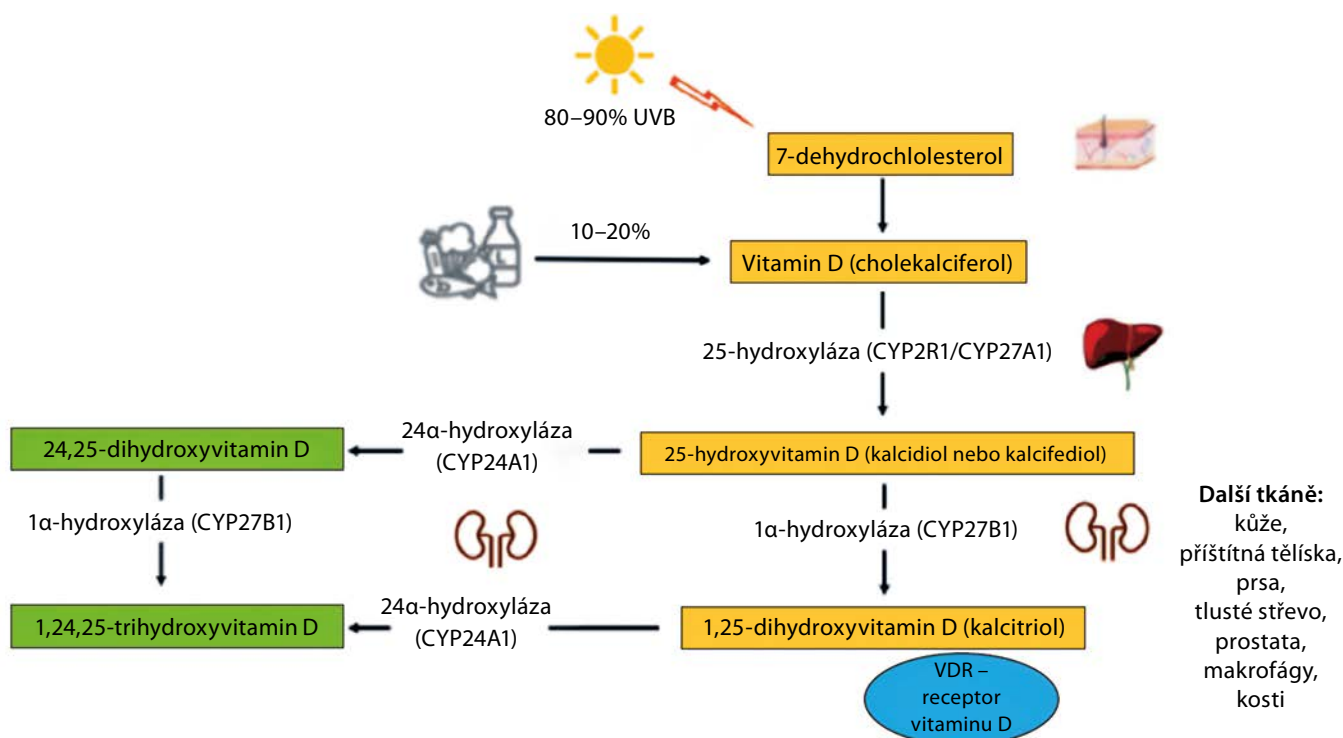 80–90% UVB
7-dehydrochlolesterol
10–20%
Vitamin D (cholekalciferol)
25-hydroxyláza (CYP2R1/CYP27A1)
24,25-dihydroxyvitamin D
24α-hydroxyláza
(CYP24A1)
25-hydroxyvitamin D (kalcidiol nebo kalcifediol)
1α-hydroxyláza (CYP27B1)
1α-hydroxyláza (CYP27B1)
Další tkáně:
kůže,
příštítná tělíska,
prsa,
tlusté střevo,
prostata,
makrofágy,
kosti
1,24,25-trihydroxyvitamin D
24α-hydroxyláza
(CYP24A1)
1,25-dihydroxyvitamin D (kalcitriol)
VDR –
receptor
vitaminu D
L